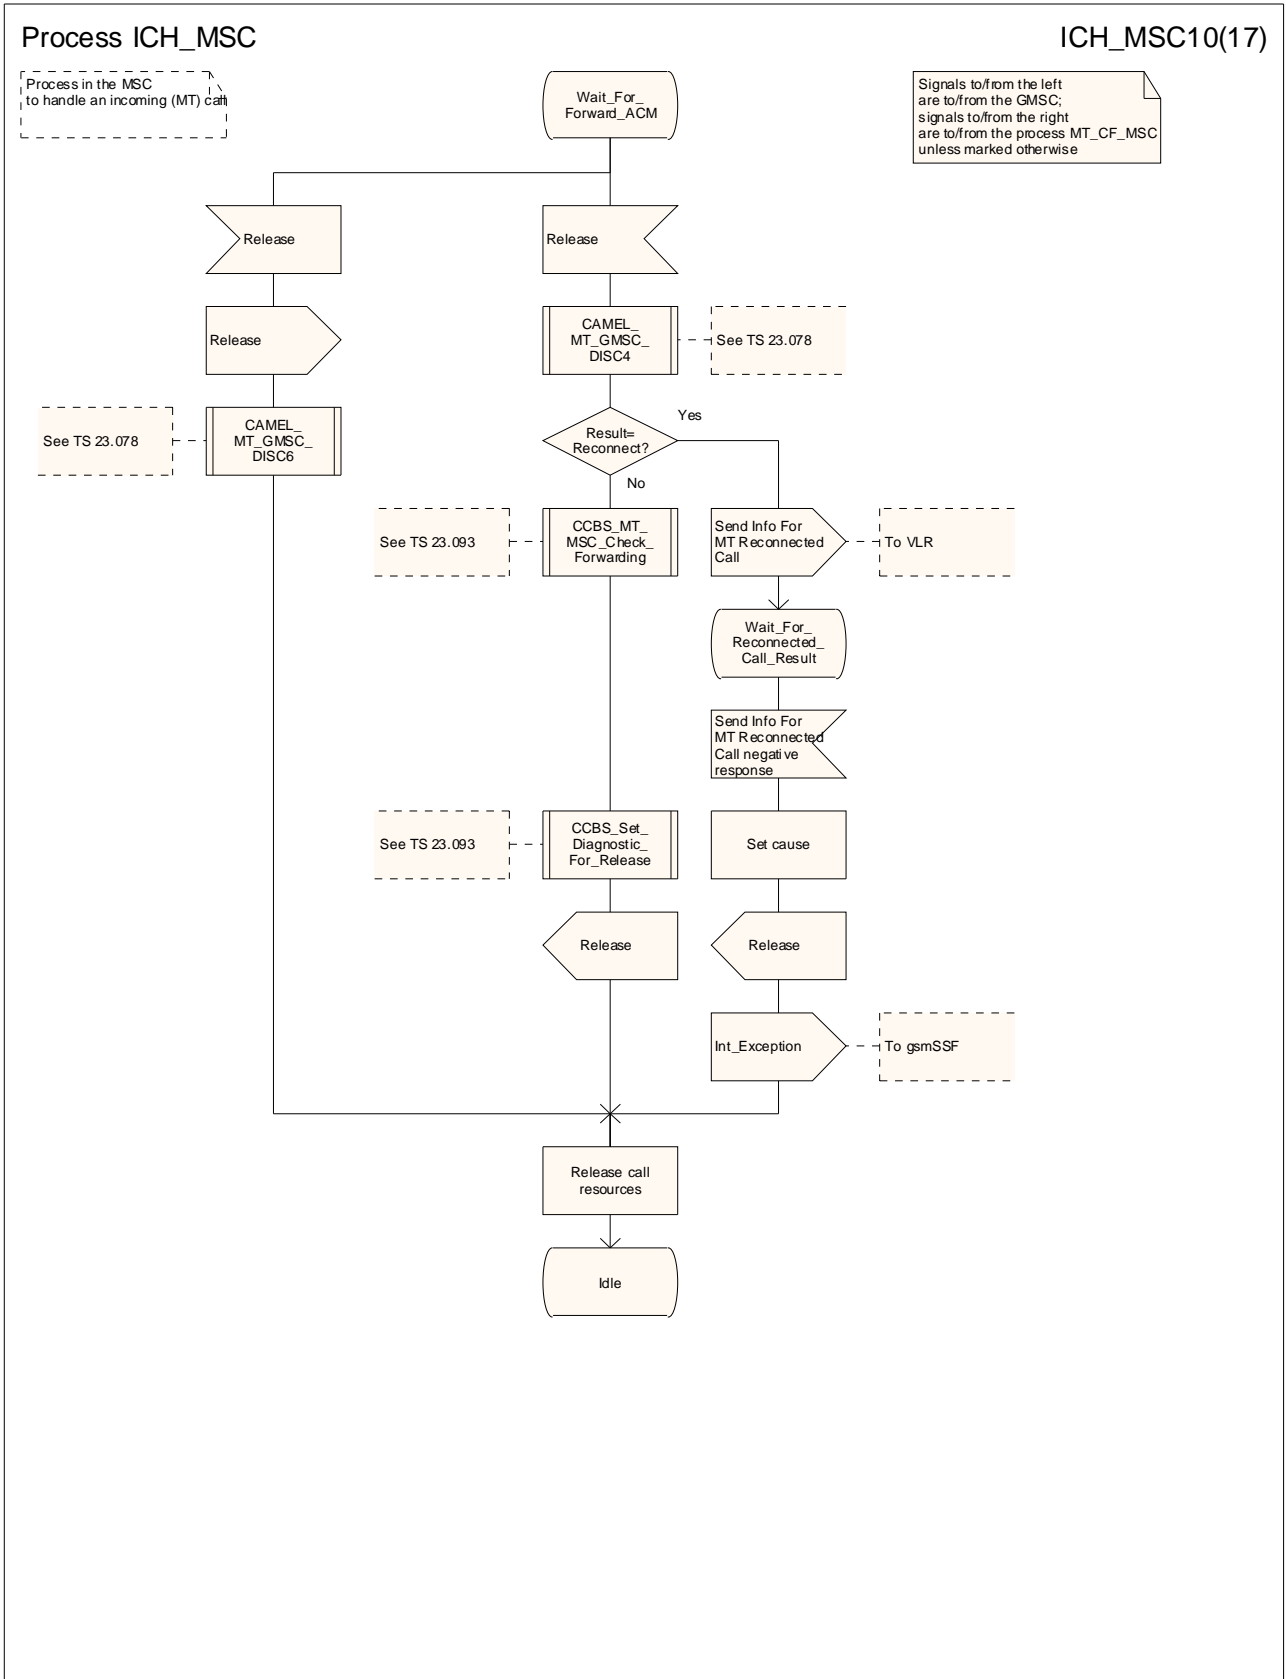 Process ICH_MSC
ICH_MSC10(17)
Process in the MSC
to handle an incoming (MT) call
Wait_For_
Forward_ACM
Signals to/from the left
are to/from the GMSC;
signals to/from the right
are to/from the process MT_CF_MSC
unless marked otherwise
Release
Release
Release
CAMEL_
MT_GMSC_
DISC4
See TS 23.078
See TS 23.078
CAMEL_
MT_GMSC_
DISC6
Result=
Reconnect?
Yes
No
See TS 23.093
CCBS_MT_
MSC_Check_
Forwarding
Send Info For
MT Reconnected
Call
To VLR
Wait_For_
Reconnected_
Call_Result
Send Info For
MT Reconnected
Call negative
response
See TS 23.093
CCBS_Set_
Diagnostic_
For_Release
Set cause
Release
Release
Int_Exception
To gsmSSF
Release call
resources
Idle